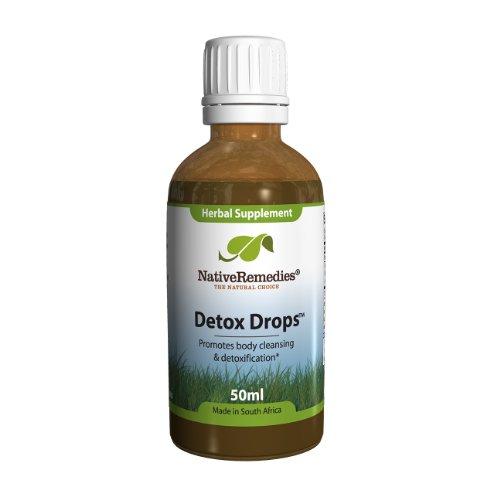 Herbal Supplement
NativeRemedies®
THE NATURAL CHOICE
Detox Drops™
Promotes body cleansing
& detoxification*
50ml
Made in South Africa